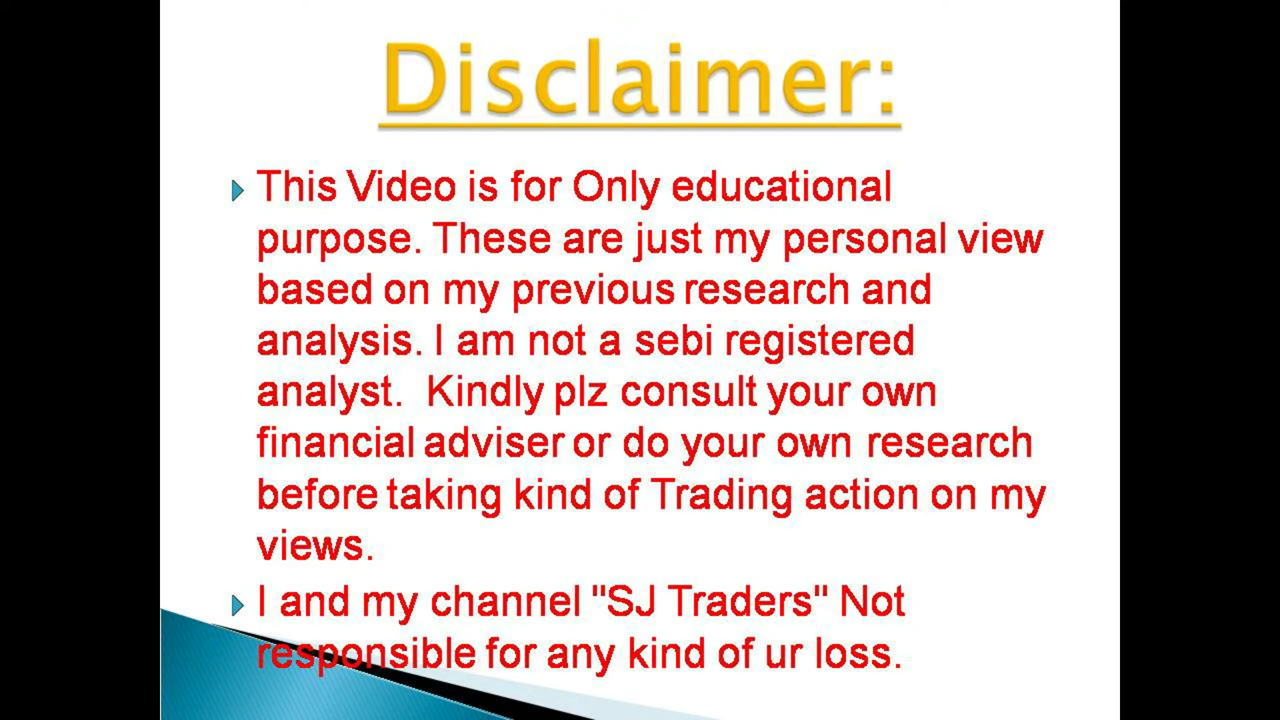 Disclaimer:
This Video is for Only educational
purpose. These are just my personal view
based on my previous research and
analysis. I am not a sebi registered
analyst.  Kindly plz consult your own
financial adviser or do your own research
before taking kind of Trading action on my
views.
I and my channel "SJ Traders" Not
responsible for any kind of ur loss.